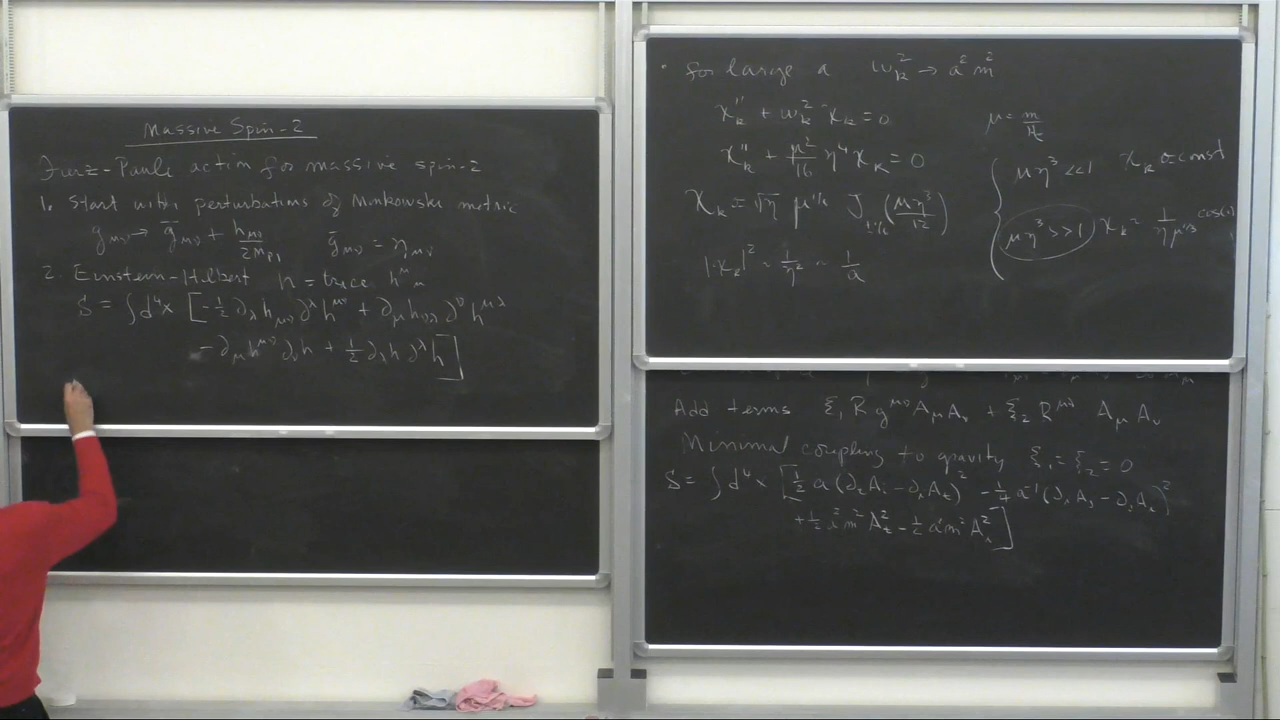 Massive Spin-2
Fierz-Pauli action for massive spin-2
1. Start with perturbations of Minkowski metric
g_μν → ḡ_μν + h_μν/2M_Pl   ḡ_μν = η_μν
2. Einstein-Hilbert   h = trace h^μ_μ
S = ∫d⁴x [-½ ∂_λ h_μν ∂^λ h^μν + ∂_μ h_νλ ∂^ν h^μλ
- ∂_μ h^μν ∂_ν h + ½ ∂_λ h ∂^λ h]
• for large a   ω_k² → a²m²
χ_k'' + ω_k² χ_k = 0
μ = m/H_e
χ_k'' + μ²/16 η⁴ χ_k = 0
χ_k = √η μ^1/6 J_±1/6 (μη³/12)
|χ_k|² ~ 1/η² ~ 1/a
{ μη³ << 1   χ_k ≃ const
μη³ >> 1   χ_k ≃ 1/(η μ^1/3) cos( )
Add terms   ξ₁ R g^μν A_μ A_ν + ξ₂ R^μν A_μ A_ν
Minimal coupling to gravity   ξ₁ = ξ₂ = 0
S = ∫d⁴x [½ a (∂_t A_i - ∂_i A_t)² - ¼ a⁻¹ (∂_i A_j - ∂_j A_i)²
+ ½ a³ m² A_t² - ½ a m² A_i²]